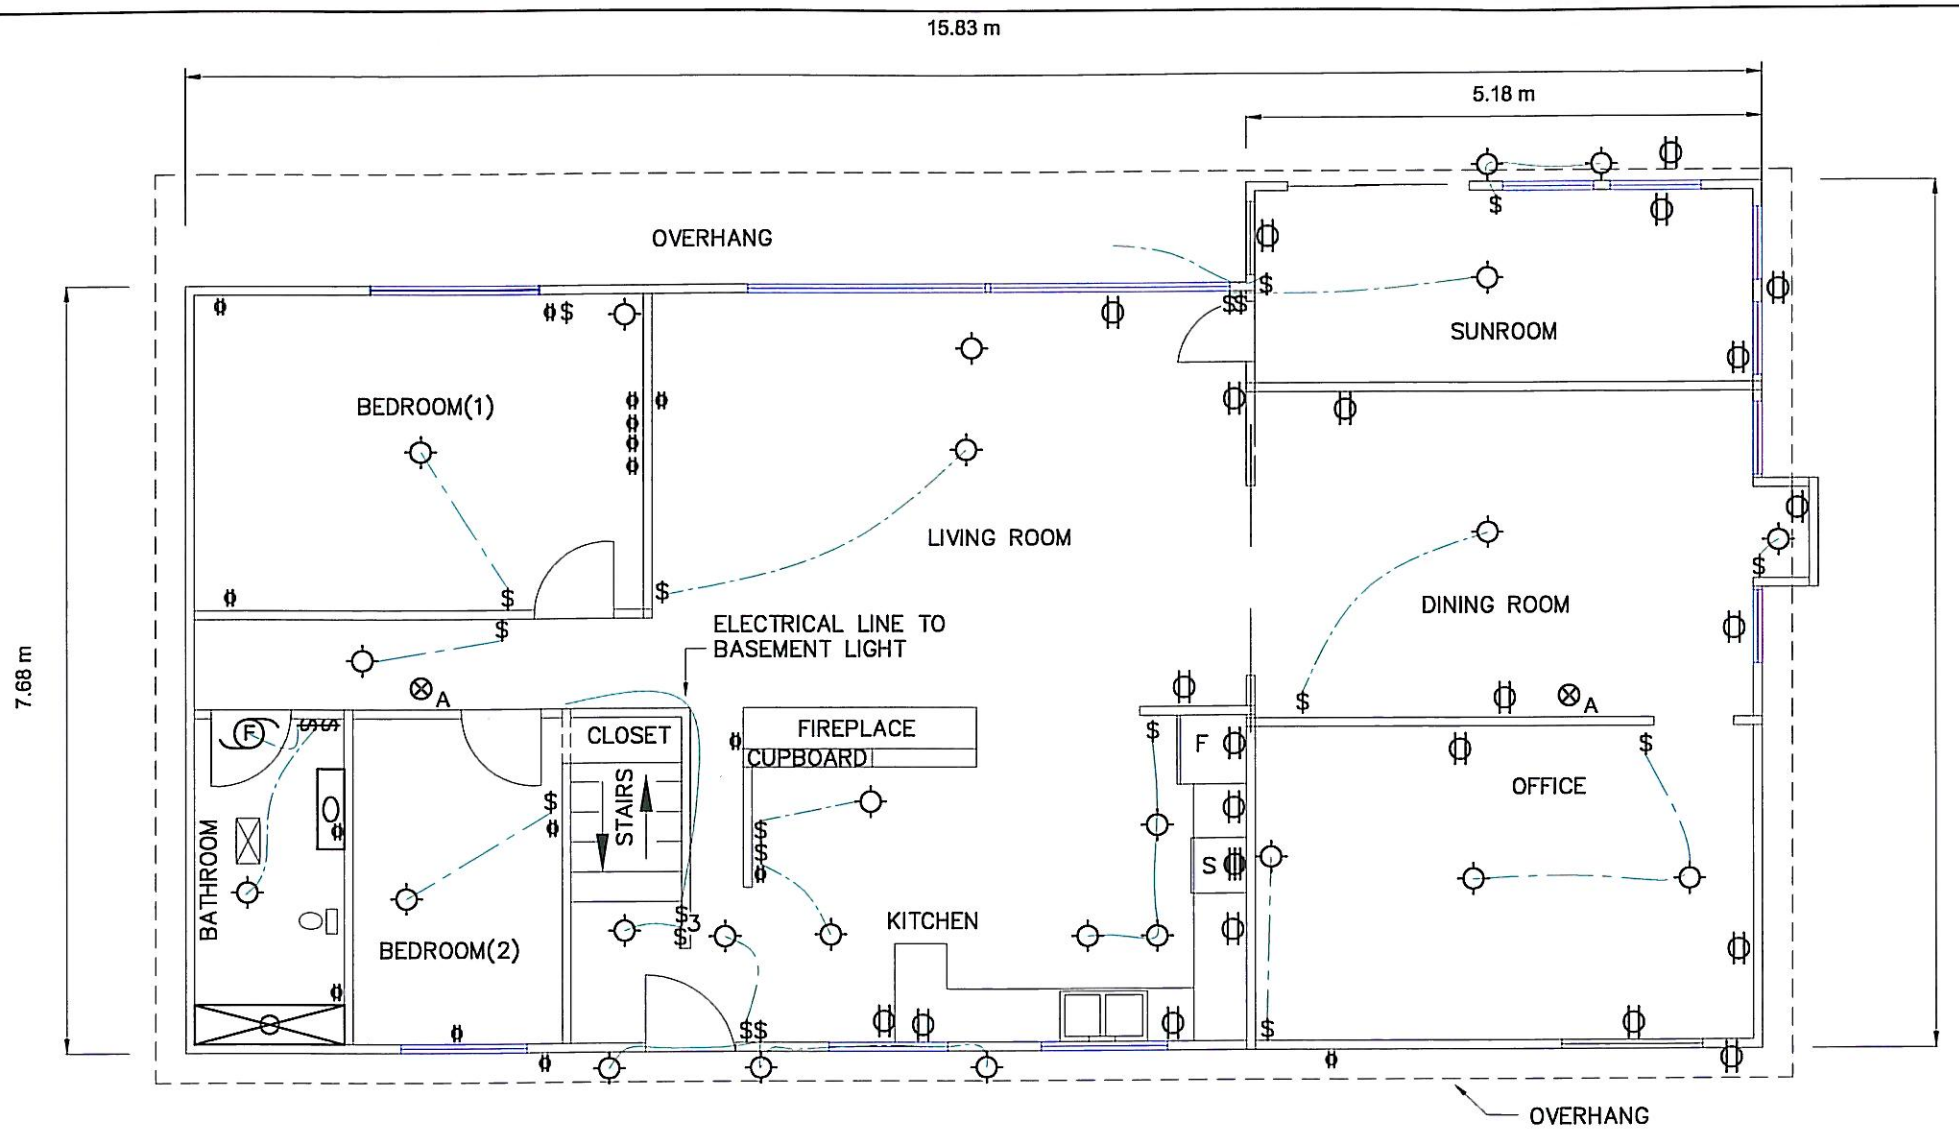 15.83 m
5.18 m
$
OVERHANG
$
$$
$
SUNROOM
BEDROOM(1)
LIVING ROOM
$
$
$
$
DINING ROOM
ELECTRICAL LINE TO
BASEMENT LIGHT
7.68 m
A
$
A
$$
CLOSET
FIREPLACE
CUPBOARD
$
F
$
F
OFFICE
STAIRS
$
$
$
S
BATHROOM
BEDROOM(2)
$3
$
KITCHEN
$$
$
OVERHANG